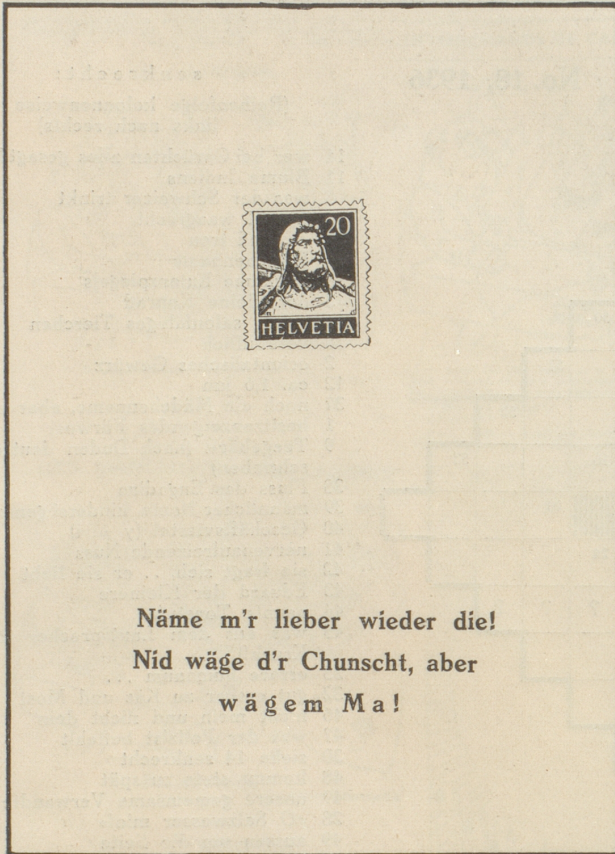 20
HELVETIA
Näme m'r lieber wieder die!
Nid wäge d'r Chunscht, aber
wägem Ma!